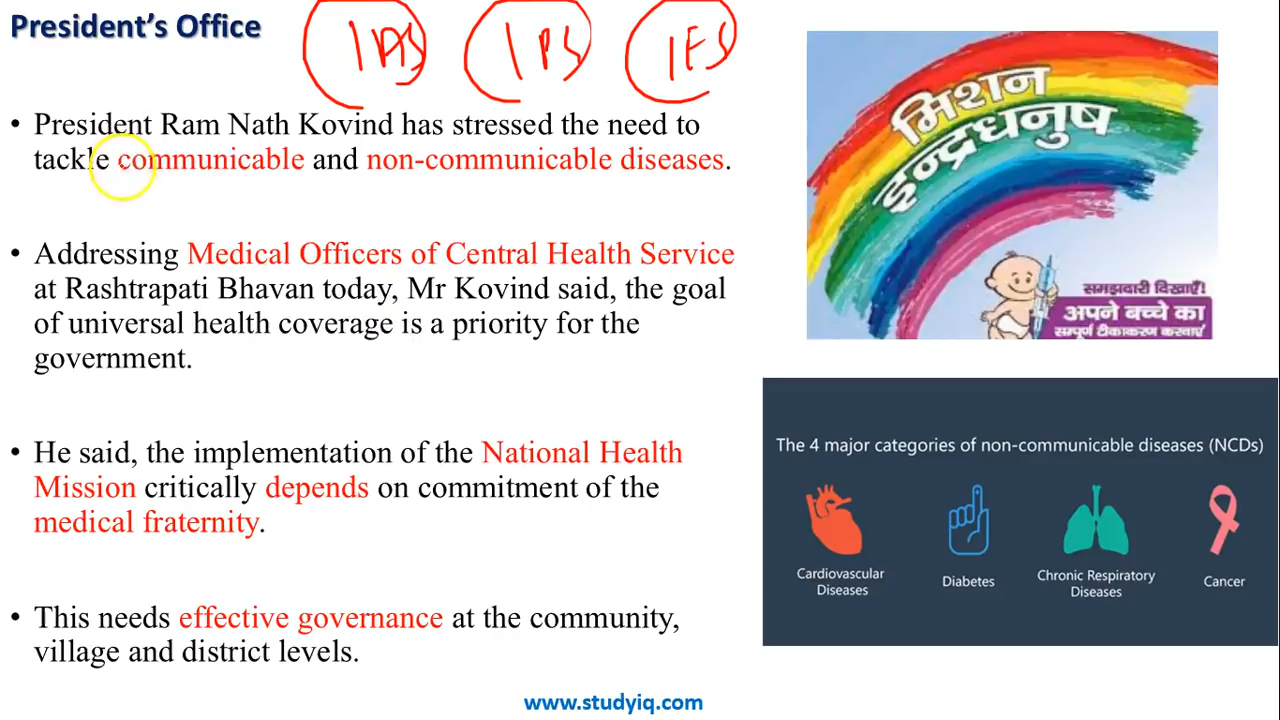 President's Office
IAS IPS IFS
• President Ram Nath Kovind has stressed the need to
tackle communicable and non-communicable diseases.
• Addressing Medical Officers of Central Health Service
at Rashtrapati Bhavan today, Mr Kovind said, the goal
of universal health coverage is a priority for the
government.
• He said, the implementation of the National Health
Mission critically depends on commitment of the
medical fraternity.
• This needs effective governance at the community,
village and district levels.
मिशन
इन्द्रधनुष
समझदारी दिखाएँ!
अपने बच्चे का
सम्पूर्ण टीकाकरण करवाएं
The 4 major categories of non-communicable diseases (NCDs)
Cardiovascular
Diseases
Diabetes
Chronic Respiratory
Diseases
Cancer
www.studyiq.com